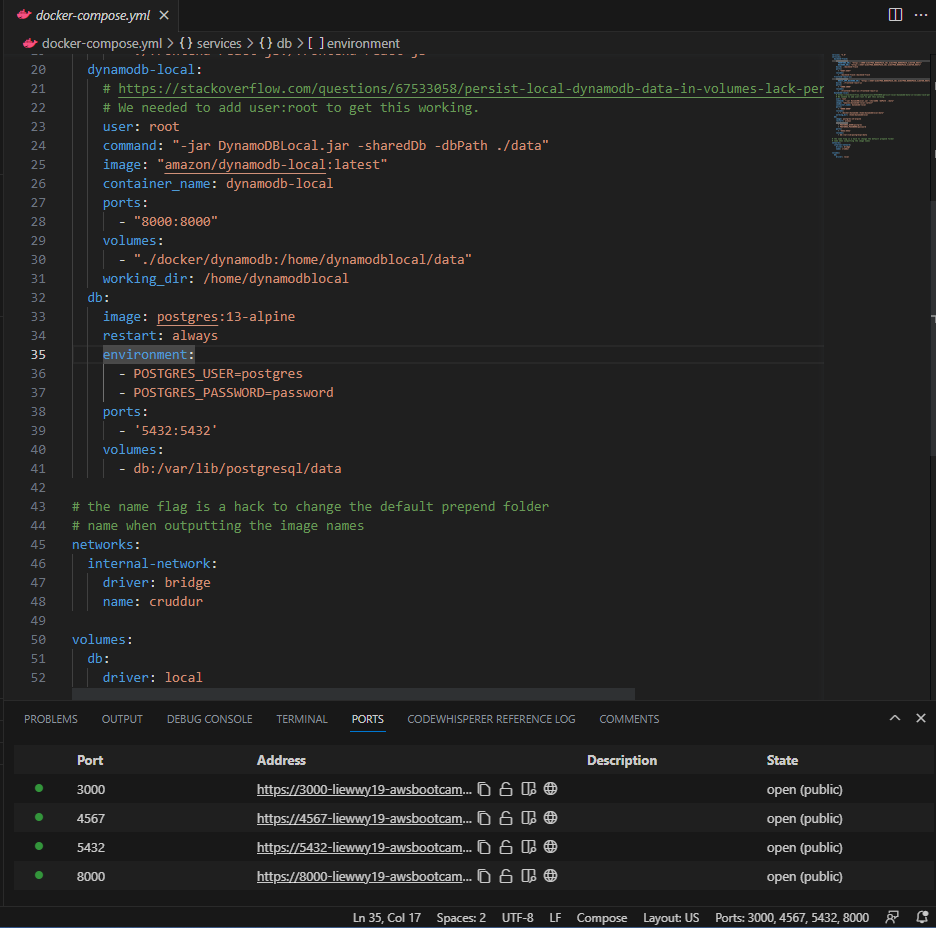 docker-compose.yml
docker-compose.yml > {} services > {} db > [ ] environment
20 dynamodb-local:
21 # https://stackoverflow.com/questions/67533058/persist-local-dynamodb-data-in-volumes-lack-per
22 # We needed to add user:root to get this working.
23 user: root
24 command: "-jar DynamoDBLocal.jar -sharedDb -dbPath ./data"
25 image: "amazon/dynamodb-local:latest"
26 container_name: dynamodb-local
27 ports:
28 - "8000:8000"
29 volumes:
30 - "./docker/dynamodb:/home/dynamodblocal/data"
31 working_dir: /home/dynamodblocal
32 db:
33 image: postgres:13-alpine
34 restart: always
35 environment:
36 - POSTGRES_USER=postgres
37 - POSTGRES_PASSWORD=password
38 ports:
39 - '5432:5432'
40 volumes:
41 - db:/var/lib/postgresql/data
42
43 # the name flag is a hack to change the default prepend folder
44 # name when outputting the image names
45 networks:
46 internal-network:
47 driver: bridge
48 name: cruddur
49
50 volumes:
51 db:
52 driver: local
PROBLEMS OUTPUT DEBUG CONSOLE TERMINAL PORTS CODEWHISPERER REFERENCE LOG COMMENTS
Port Address Description State
3000 https://3000-liewwy19-awsbootcam... open (public)
4567 https://4567-liewwy19-awsbootcam... open (public)
5432 https://5432-liewwy19-awsbootcam... open (public)
8000 https://8000-liewwy19-awsbootcam... open (public)
Ln 35, Col 17 Spaces: 2 UTF-8 LF Compose Layout: US Ports: 3000, 4567, 5432, 8000